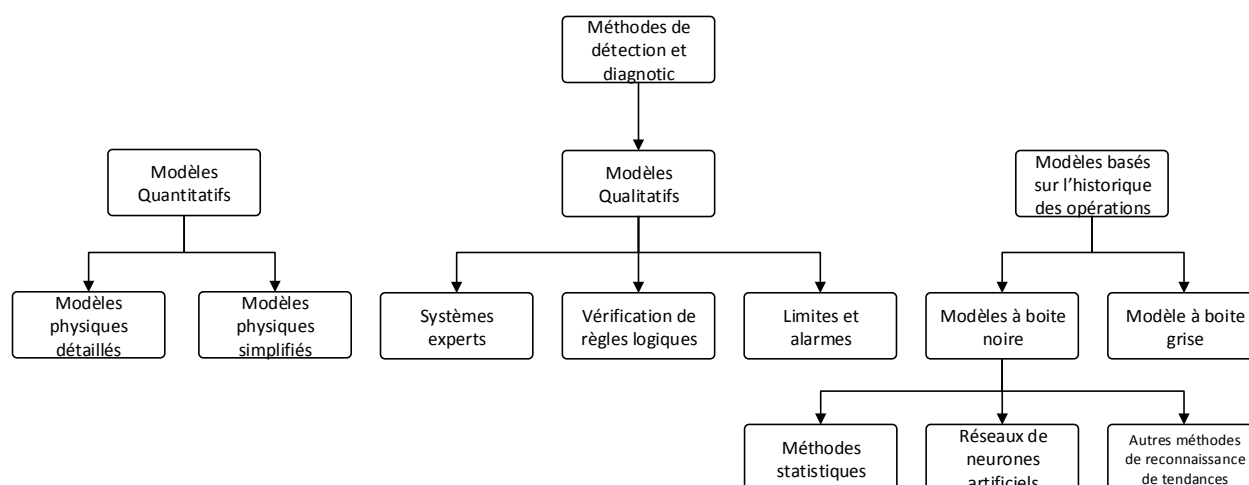 Méthodes de
détection et
diagnotic
Modèles
Quantitatifs
Modèles
Qualitatifs
Modèles basés
sur l’historique
des opérations
Modèles
physiques
détaillés
Modèles
physiques
simplifiés
Systèmes
experts
Vérification de
règles logiques
Limites et
alarmes
Modèles à boite
noire
Modèle à boite
grise
Méthodes
statistiques
Réseaux de
neurones
artificiels
Autres méthodes
de reconnaissance
de tendances